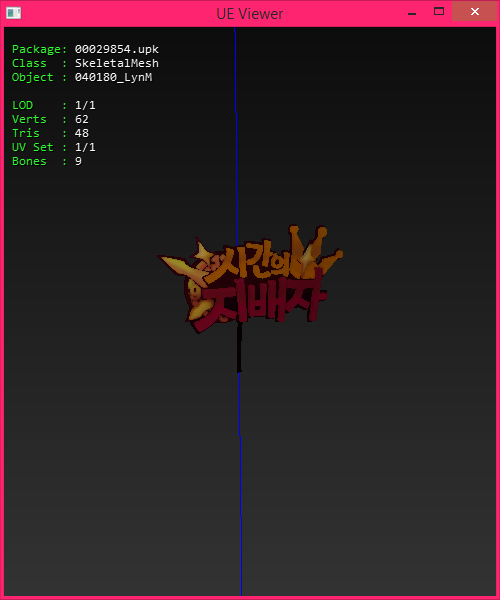 UE Viewer
Package: 00029854.upk
Class : SkeletalMesh
Object : 040180_LynM
LOD : 1/1
Verts : 62
Tris : 48
UV Set : 1/1
Bones : 9
시간의
지배자